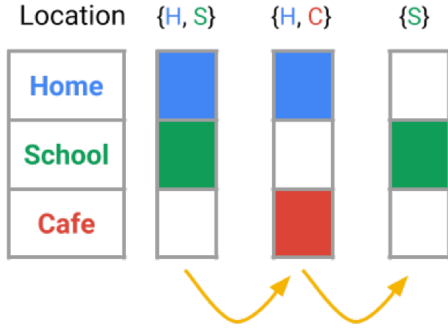 Location {H, S} {H, C} {S}
Home
School
Cafe